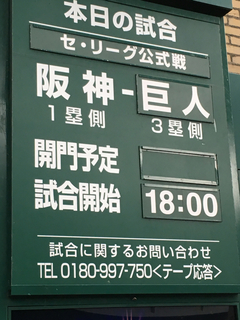 本日の試合
セ・リーグ公式戦
阪神-巨人
1塁側 3塁側
開門予定
試合開始 18:00
試合に関するお問い合わせ
TEL 0180-997-750<テープ応答>